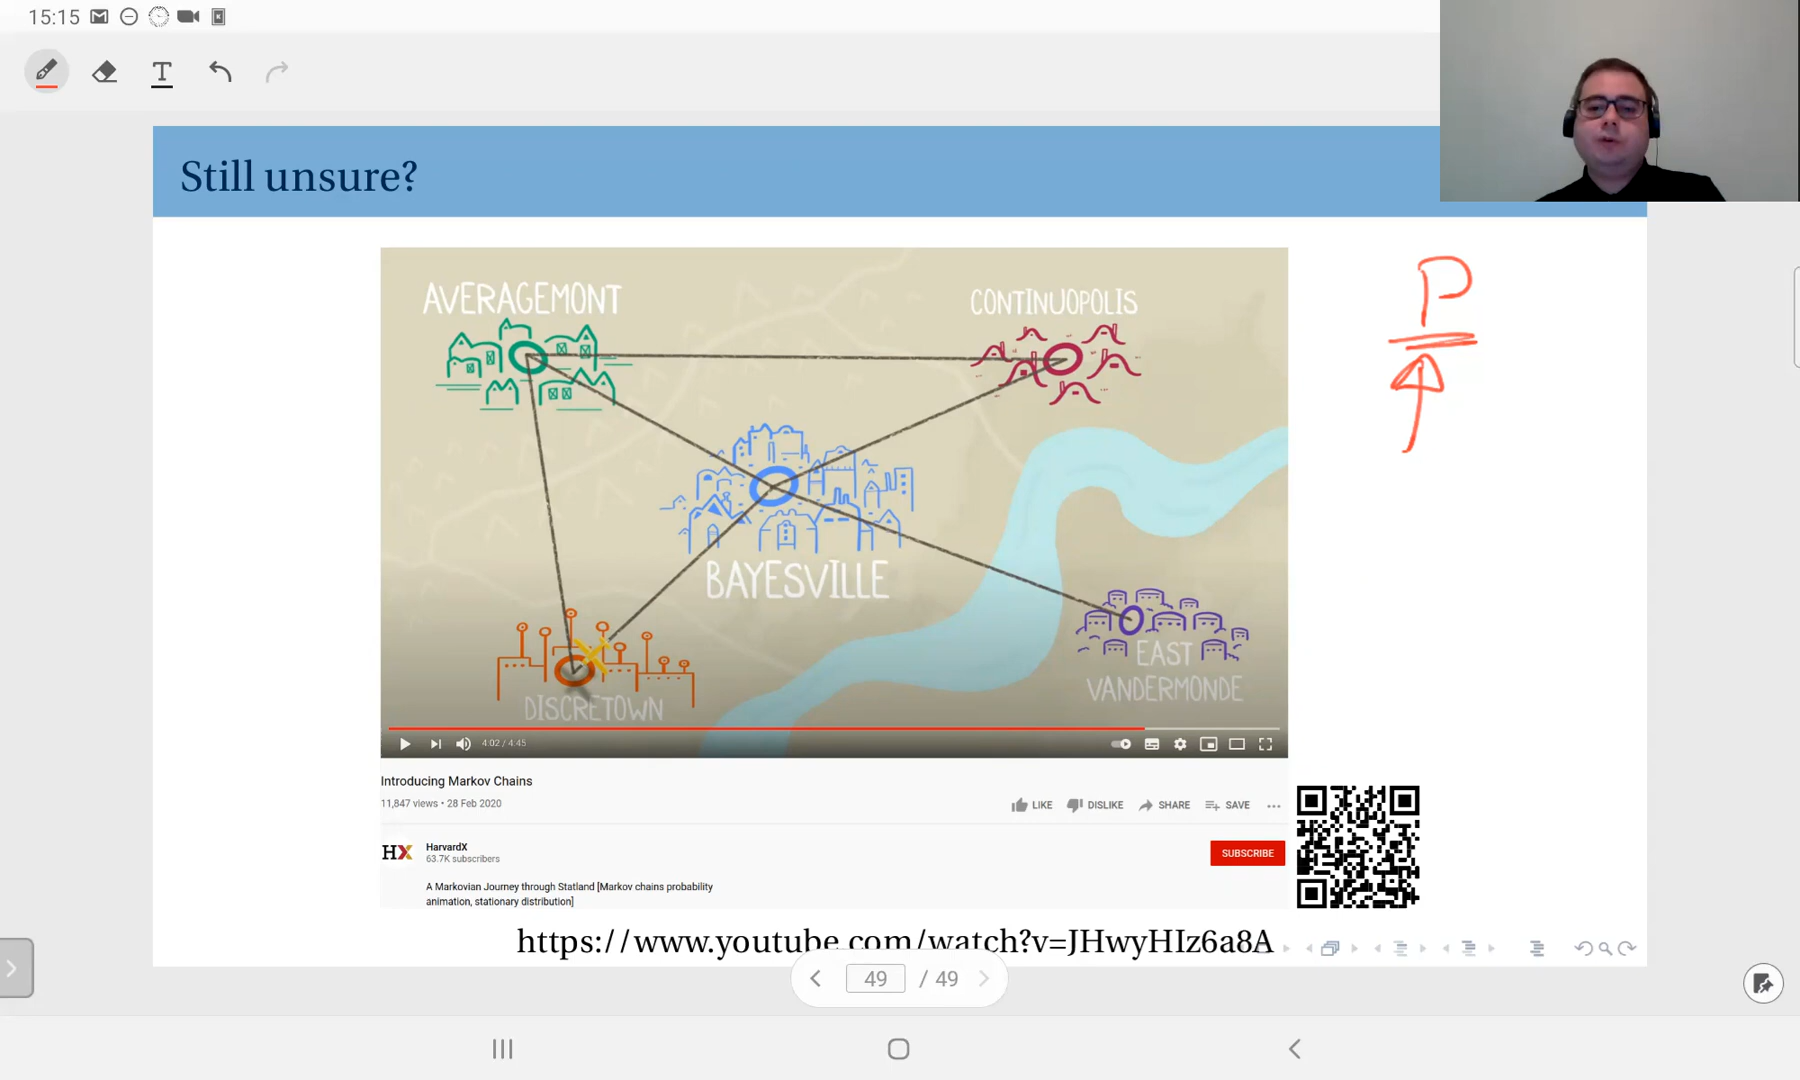 15:15
T
Still unsure?
P
AVERAGEMONT
CONTINUOPOLIS
BAYESVILLE
EAST
VANDERMONDE
DISCRETOWN
4:02 / 4:45
Introducing Markov Chains
11,847 views • 28 Feb 2020
LIKE DISLIKE SHARE SAVE
HX HarvardX
63.7K subscribers
SUBSCRIBE
A Markovian Journey through Statland [Markov chains probability
animation, stationary distribution]
https://www.youtube.com/watch?v=JHwyHIz6a8A
49 / 49